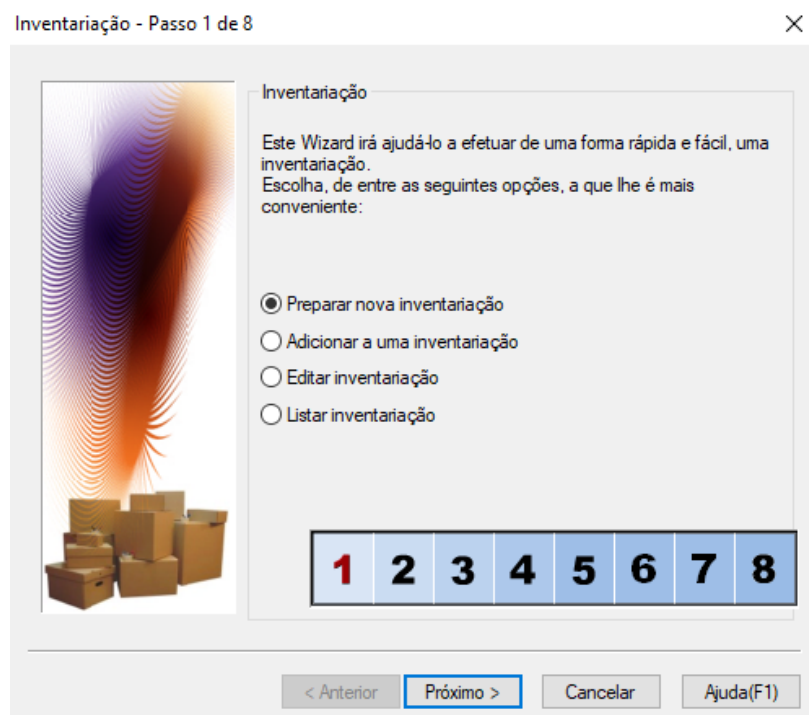 Inventariação - Passo 1 de 8
Inventariação
Este Wizard irá ajudá-lo a efetuar de uma forma rápida e fácil, uma
inventariação.
Escolha, de entre as seguintes opções, a que lhe é mais
conveniente:
Preparar nova inventariação
Adicionar a uma inventariação
Editar inventariação
Listar inventariação
1 2 3 4 5 6 7 8
< Anterior Próximo > Cancelar Ajuda(F1)